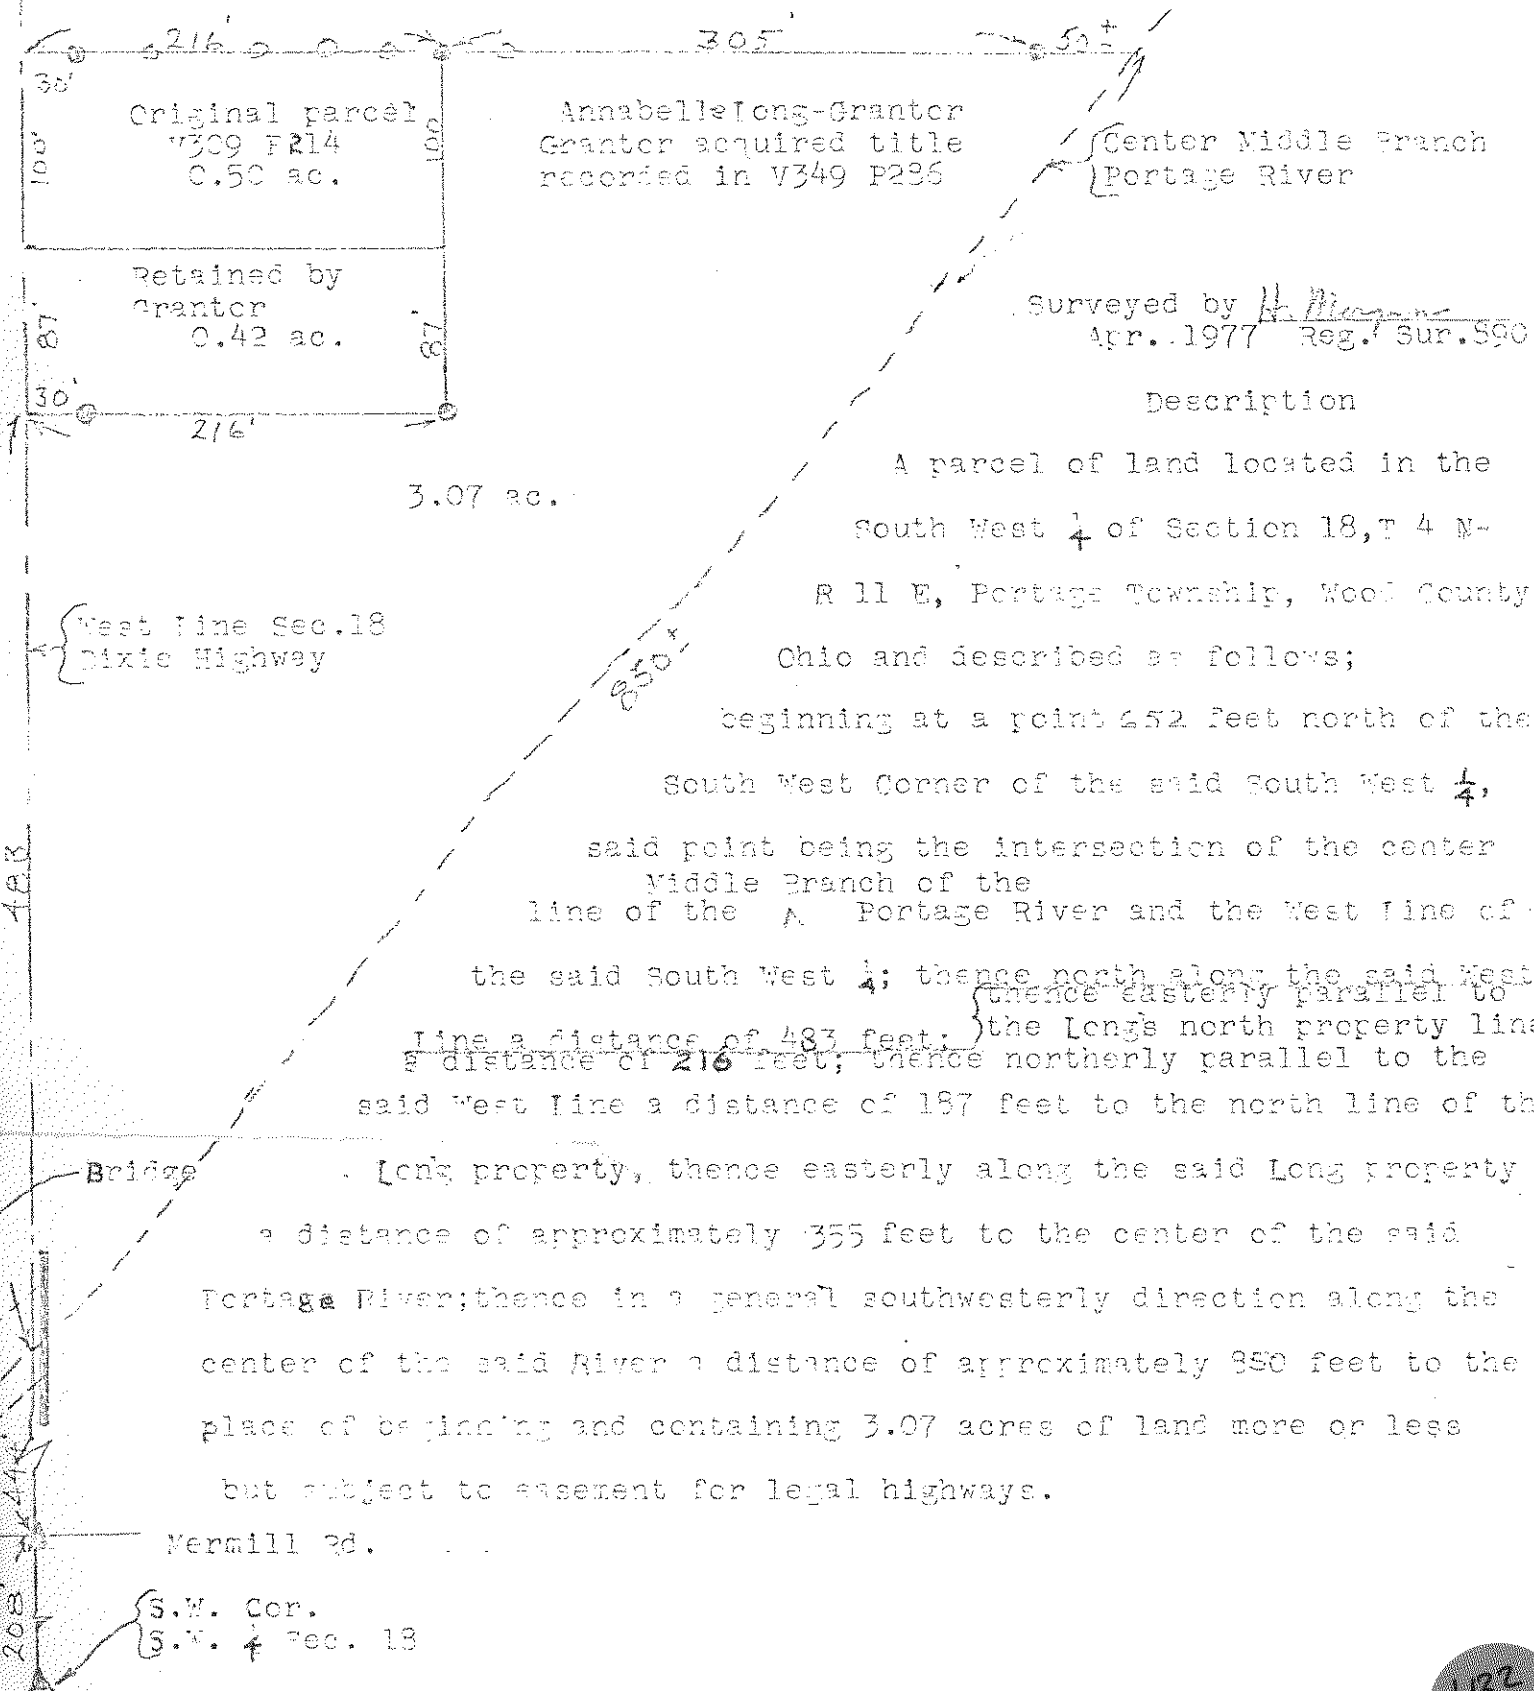 216'
305'
50±
30'
Original parcel
V309 P214
0.50 ac.
100'
100'
Annabelle Long-Grantor
Grantor acquired title
recorded in V349 P286
Center Middle Branch
Portage River
Retained by
Grantor
0.42 ac.
87'
87'
30'
216'
Surveyed by H.
Apr. 1977 Reg. Sur.
3.07 ac.
Description
A parcel of land located in the
South West ¼ of Section 18, T 4 N-
R 11 E, Portage Township, Wood County
Ohio and described as follows;
West Line Sec.18
Dixie Highway
850±
beginning at a point 652 feet north of the
South West Corner of the said South West ¼,
said point being the intersection of the center
Middle Branch of the
line of the Portage River and the West Line of
the said South West ¼; thence north along the said West
Line a distance of 483 feet; thence easterly parallel to
the Long's north property line
a distance of 216 feet; thence northerly parallel to the
said West Line a distance of 187 feet to the north line of
Bridge
Long property, thence easterly along the said Long property
a distance of approximately 355 feet to the center of the said
Portage River;thence in a general southwesterly direction along the
center of the said River a distance of approximately 850 feet to the
place of beginning and containing 3.07 acres of land more or less
but subject to easement for legal highways.
483
Mermill Rd.
208'
S.W. Cor.
S.W. ¼ Sec. 18